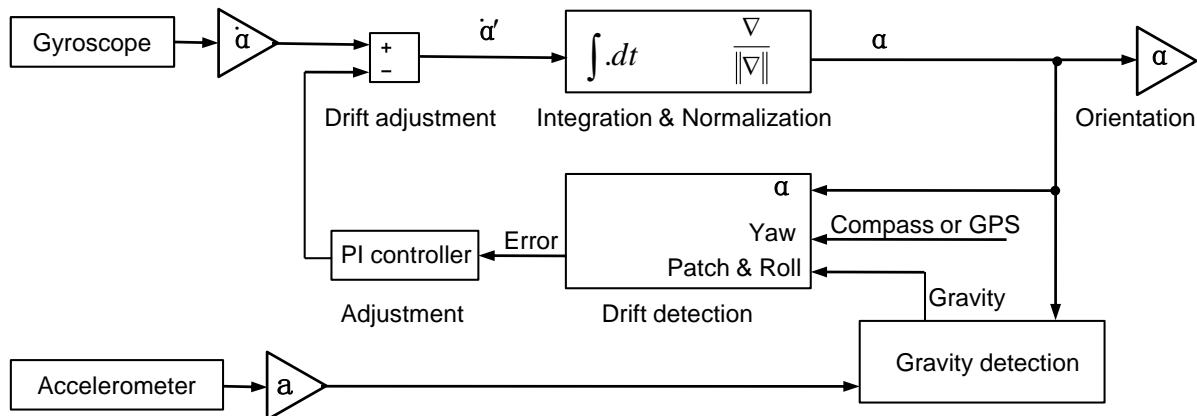 Gyroscope
α̇
+
−
α̇′
∫.dt
∇
‖∇‖
α
α
Drift adjustment
Integration & Normalization
Orientation
α
Yaw
Compass or GPS
Patch & Roll
PI controller
Error
Gravity
Adjustment
Drift detection
Gravity detection
Accelerometer
a